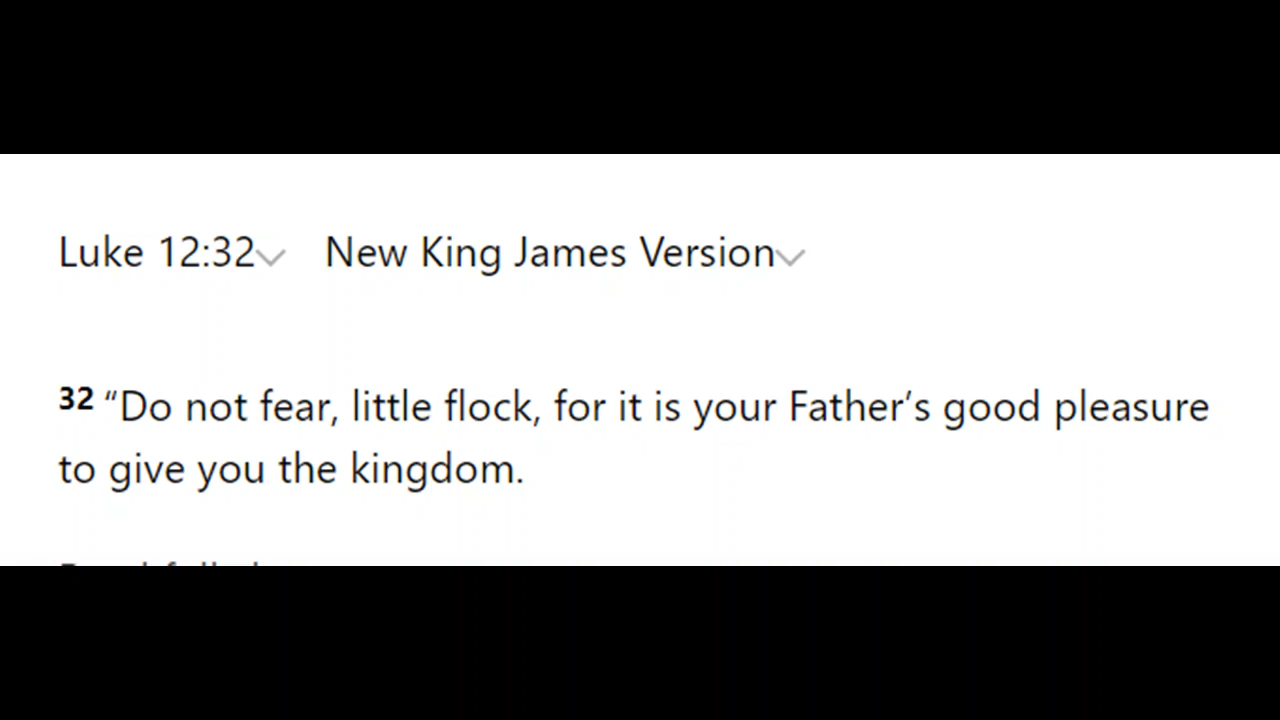 Luke 12:32 New King James Version
32 “Do not fear, little flock, for it is your Father’s good pleasure
to give you the kingdom.